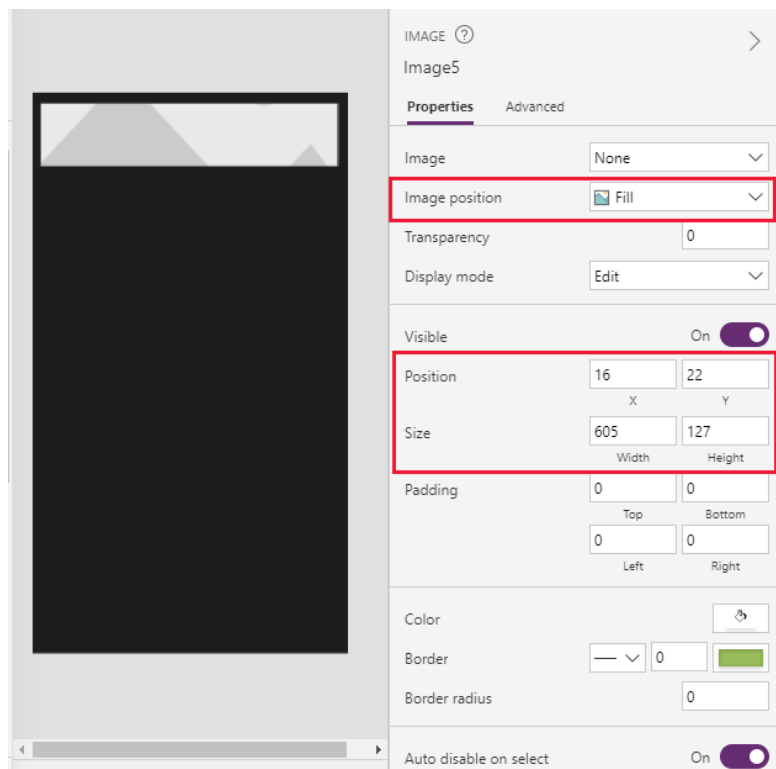 IMAGE ?
Image5
Properties Advanced
Image None
Image position Fill
Transparency 0
Display mode Edit
Visible On
Position 16 22
X Y
Size 605 127
Width Height
Padding 0 0
Top Bottom
0 0
Left Right
Color
Border 0
Border radius 0
Auto disable on select On